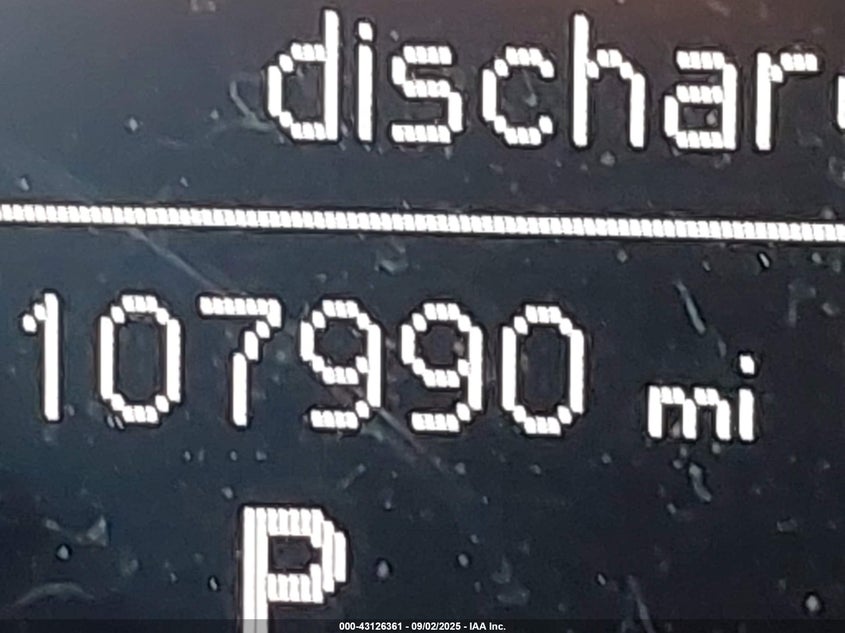 dischar
107990 mi
P
000-43126361 - 09/02/2025 - IAA Inc.